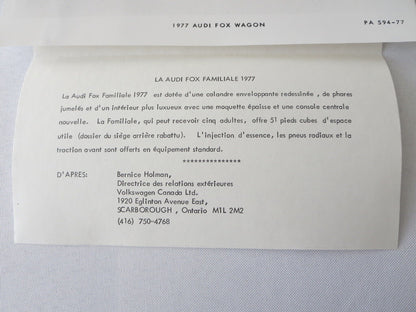 1977 AUDI FOX WAGON PA 594-77
LA AUDI FOX FAMILIALE 1977
La Audi Fox Familiale 1977 est dotée d'une calandre enveloppante redessinée, de phares
jumelés et d'un intérieur plus luxueux avec une moquette épaisse et une console centrale
nouvelle. La Familiale, qui peut recevoir cinq adultes, offre 51 pieds cubes d'espace
utile (dossier du siége arriére rabattu). L'injection d'essence, les pneus radiaux et la
traction avant sont offerts en équipement standard.
***************
D'APRES: Bernice Holman,
Directrice des relations extérieures
Volkswagen Canada Ltd.
1920 Eglinton Avenue East,
SCARBOROUGH, Ontario M1L 2M2
(416) 750-4768